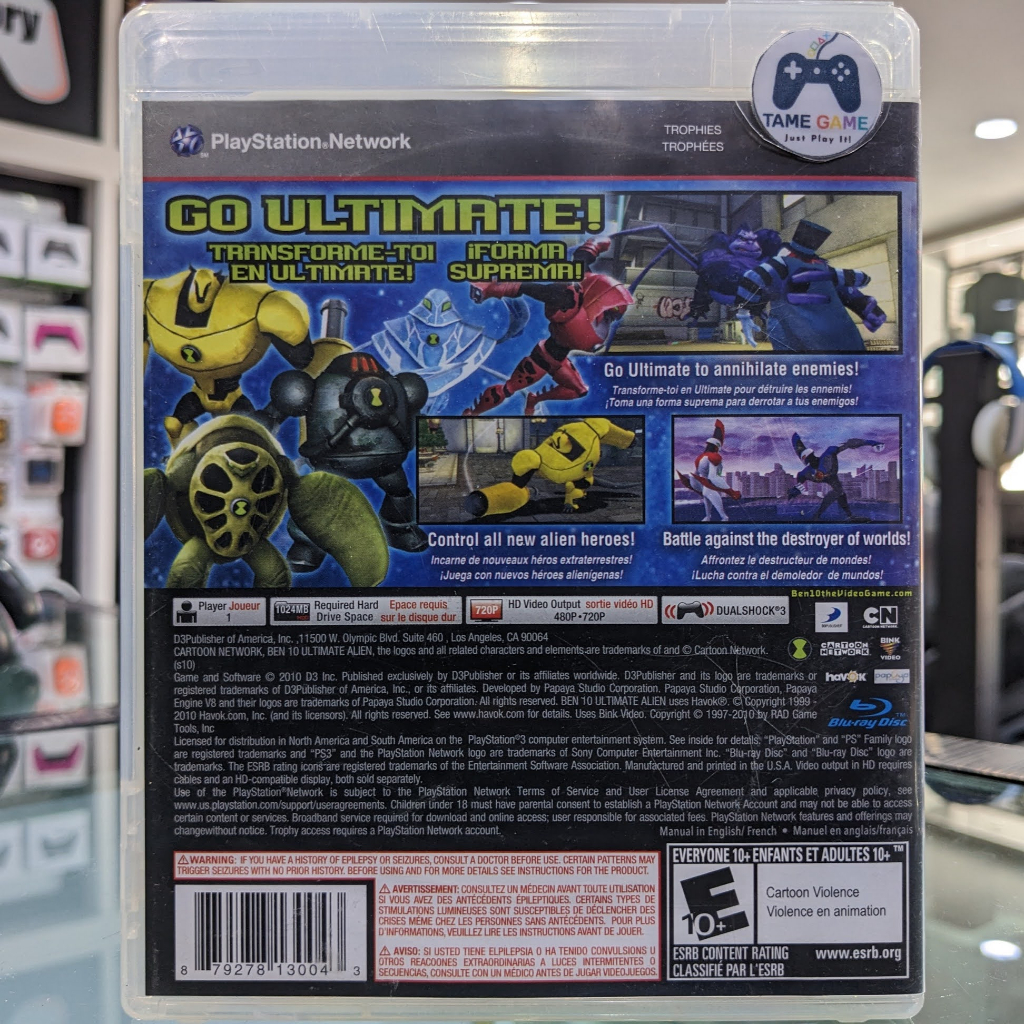 ry
TAME GAME
Just Play It!
PlayStation®Network
TROPHIES
TROPHÉES
GO ULTIMATE!
TRANSFORME-TOI
EN ULTIMATE!
¡FORMA
SUPREMA!
Go Ultimate to annihilate enemies!
Transforme-toi en Ultimate pour détruire les ennemis!
¡Toma una forma suprema para derrotar a tus enemigos!
Control all new alien heroes!
Incarne de nouveaux héros extraterrestres!
¡Juega con nuevos héroes alienígenas!
Battle against the destroyer of worlds!
Affrontez le destructeur de mondes!
¡Lucha contra el demoledor de mundos!
Ben10theVideoGame.com
Player Joueur
1
1024MB
Required Hard Drive Space
Epace requis sur le disque dur
720P
HD Video Output sortie vidéo HD
480P•720P
DUALSHOCK®3
CN
CARTOON NETWORK
BINK VIDEO
havok
Blu-ray Disc™
D3Publisher of America, Inc. ,11500 W. Olympic Blvd. Suite 460 , Los Angeles, CA 90064
CARTOON NETWORK, BEN 10 ULTIMATE ALIEN, the logos and all related characters and elements are trademarks of and © Cartoon Network.
(s10)
Game and Software © 2010 D3 Inc. Published exclusively by D3Publisher or its affiliates worldwide. D3Publisher and its logo are trademarks or
registered trademarks of D3Publisher of America, Inc., or its affiliates. Developed by Papaya Studio Corporation. Papaya Studio Corporation, Papaya
Engine V8 and their logos are trademarks of Papaya Studio Corporation. All rights reserved. BEN 10 ULTIMATE ALIEN uses Havok®. © Copyright 1999 -
2010 Havok.com, Inc. (and its licensors). All rights reserved. See www.havok.com for details. Uses Bink Video. Copyright © 1997-2010 by RAD Game
Tools, Inc
Licensed for distribution in North America and South America on the PlayStation®3 computer entertainment system. See inside for details. "PlayStation" and "PS" Family logo
are registered trademarks and "PS3" and the PlayStation Network logo are trademarks of Sony Computer Entertainment Inc. "Blu-ray Disc" and "Blu-ray Disc" logo are
trademarks. The ESRB rating icons are registered trademarks of the Entertainment Software Association. Manufactured and printed in the U.S.A. Video output in HD requires
cables and an HD-compatible display, both sold separately.
Use of the PlayStation®Network is subject to the PlayStation Network Terms of Service and User License Agreement and applicable privacy policy, see
www.us.playstation.com/support/useragreements. Children under 18 must have parental consent to establish a PlayStation Network Account and may not be able to access
certain content or services. Broadband service required for download and online access; user responsible for associated fees. PlayStation Network features and offerings may
changewithout notice. Trophy access requires a PlayStation Network account.
Manual in English/ French • Manuel en anglais/français
WARNING: IF YOU HAVE A HISTORY OF EPILEPSY OR SEIZURES, CONSULT A DOCTOR BEFORE USE. CERTAIN PATTERNS MAY
TRIGGER SEIZURES WITH NO PRIOR HISTORY. BEFORE USING AND FOR MORE DETAILS SEE INSTRUCTIONS FOR THE PRODUCT.
AVERTISSEMENT: CONSULTEZ UN MÉDECIN AVANT TOUTE UTILISATION
SI VOUS AVEZ DES ANTÉCÉDENTS ÉPILEPTIQUES. CERTAINS TYPES DE
STIMULATIONS LUMINEUSES SONT SUSCEPTIBLES DE DÉCLENCHER DES
CRISES MÊME CHEZ LES PERSONNES SANS ANTÉCÉDENTS. POUR PLUS
D'INFORMATIONS, VEUILLEZ LIRE LES INSTRUCTIONS AVANT DE JOUER.
AVISO: SI USTED TIENE ELPILEPSIA O HA TENIDO CONVULSIONS U
OTROS REACCIONES EXTRAORDINARIAS A LUCES INTERMITENTES O
SECUENCIAS, CONSULTE CON UN MÉDICO ANTES DE JUGAR VIDEOJUEGOS.
8 79278 13004 3
EVERYONE 10+ ENFANTS ET ADULTES 10+™
E
10+
Cartoon Violence
Violence en animation
ESRB CONTENT RATING
www.esrb.org
CLASSIFIÉ PAR L'ESRB